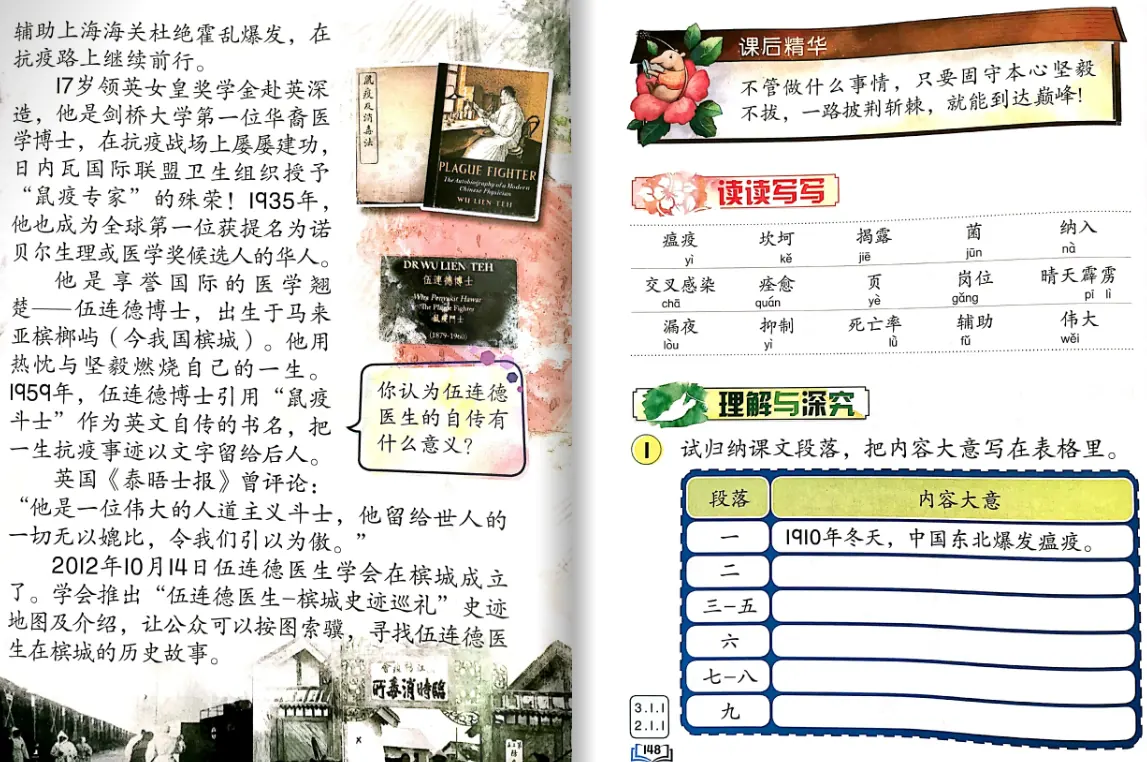 辅助上海海关杜绝霍乱爆发，在
抗疫路上继续前行。
17岁领英女皇奖学金赴英深
造，他是剑桥大学第一位华裔医
学博士，在抗疫战场上屡屡建功，
日内瓦国际联盟卫生组织授予
“鼠疫专家”的殊荣！1935年，
他也成为全球第一位获提名为诺
贝尔生理或医学奖候选人的华人。
他是享誉国际的医学翘
楚——伍连德博士，出生于马来
亚槟榔屿（今我国槟城）。他用
热忱与坚毅燃烧自己的一生。
1959年，伍连德博士引用“鼠疫
斗士”作为英文自传的书名，把
一生抗疫事迹以文字留给后人。
英国《泰晤士报》曾评论：
“他是一位伟大的人道主义斗士，他留给世人的
一切无以媲比，令我们引以为傲。”
2012年10月14日伍连德医生学会在槟城成立
了。学会推出“伍连德医生-槟城史迹巡礼”史迹
地图及介绍，让公众可以按图索骥，寻找伍连德医
生在槟城的历史故事。
鼠疫及消毒法
PLAGUE FIGHTER
The Autobiography of a Modern
Chinese Physician
WU LIEN TEH
DR WU LIEN TEH
伍连德博士
The Plague Fighter
(1879-1960)
你认为伍连德
医生的自传有
什么意义？
臨時消毒所
课后精华
不管做什么事情，只要固守本心坚毅
不拔，一路披荆斩棘，就能到达巅峰！
读读写写
瘟疫 坎坷 揭露 菌 纳入
yì kě jiē jūn nà
交叉感染 痊愈 页 岗位 晴天霹雳
chā quán yè gǎng pī lì
漏夜 抑制 死亡率 辅助 伟大
lòu yì lǜ fǔ wěi
理解与深究
1 试归纳课文段落，把内容大意写在表格里。
段落 内容大意
一 1910年冬天，中国东北爆发瘟疫。
二
三-五
六
七-八
九
3.1.1
2.1.1
148